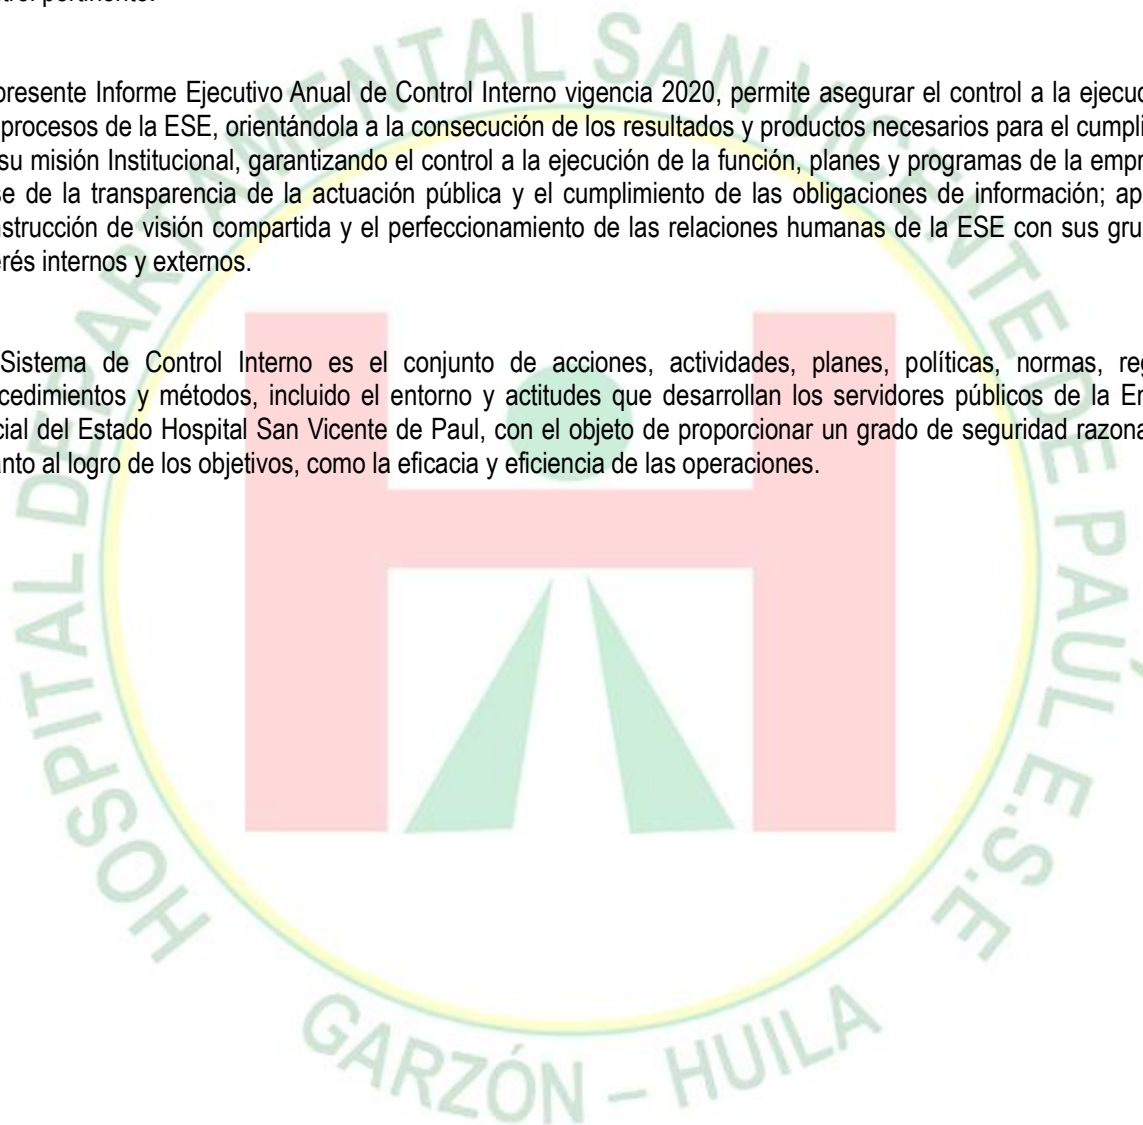 trol pertinente.
presente Informe Ejecutivo Anual de Control Interno vigencia 2020, permite asegurar el control a la ejecuc
procesos de la ESE, orientándola a la consecución de los resultados y productos necesarios para el cumpli
su misión Institucional, garantizando el control a la ejecución de la función, planes y programas de la empr
se de la transparencia de la actuación pública y el cumplimiento de las obligaciones de información; ap
nstrucción de visión compartida y el perfeccionamiento de las relaciones humanas de la ESE con sus gru
erés internos y externos.
Sistema de Control Interno es el conjunto de acciones, actividades, planes, políticas, normas, reg
cedimientos y métodos, incluido el entorno y actitudes que desarrollan los servidores públicos de la Em
cial del Estado Hospital San Vicente de Paul, con el objeto de proporcionar un grado de seguridad razona
anto al logro de los objetivos, como la eficacia y eficiencia de las operaciones.
HOSPITAL DEPARTAMENTAL SAN VICENTE DE PAÚL E.S.E
GARZÓN – HUILA